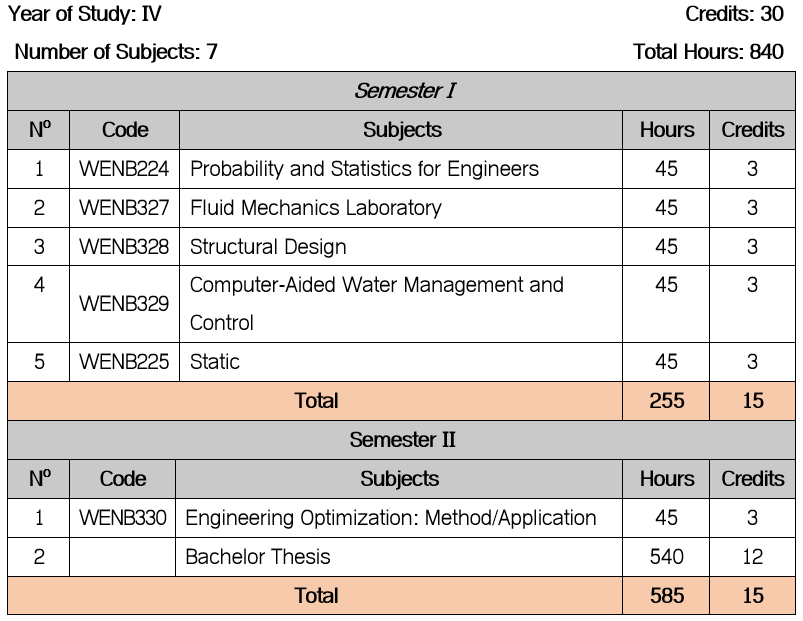 Year of Study: IV Credits: 30
Number of Subjects: 7 Total Hours: 840
Semester I
Nº Code Subjects Hours Credits
1 WENB224 Probability and Statistics for Engineers 45 3
2 WENB327 Fluid Mechanics Laboratory 45 3
3 WENB328 Structural Design 45 3
4 WENB329 Computer-Aided Water Management and 45 3
Control
5 WENB225 Static 45 3
Total 255 15
Semester II
Nº Code Subjects Hours Credits
1 WENB330 Engineering Optimization: Method/Application 45 3
2 Bachelor Thesis 540 12
Total 585 15